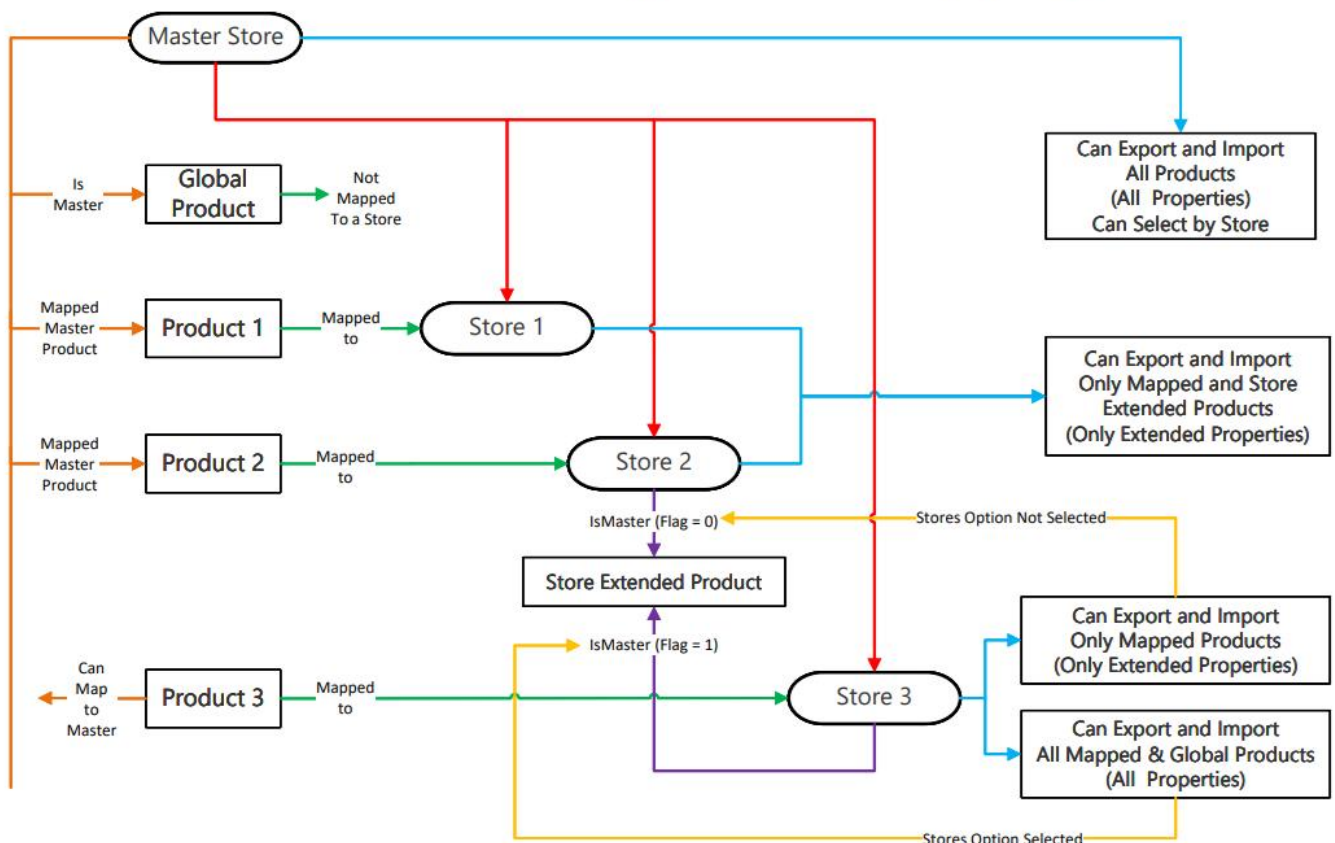 Master Store
Can Export and Import
All Products
(All Properties)
Can Select by Store
Is
Master
Global
Product
Not
Mapped
To a Store
Mapped
Master
Product
Product 1
Mapped
to
Store 1
Can Export and Import
Only Mapped and Store
Extended Products
(Only Extended Properties)
Mapped
Master
Product
Product 2
Mapped
to
Store 2
IsMaster (Flag = 0)
Stores Option Not Selected
Store Extended Product
IsMaster (Flag = 1)
Can Export and Import
Only Mapped Products
(Only Extended Properties)
Can
Map
to
Master
Product 3
Mapped
to
Store 3
Can Export and Import
All Mapped & Global Products
(All Properties)
Stores Option Selected